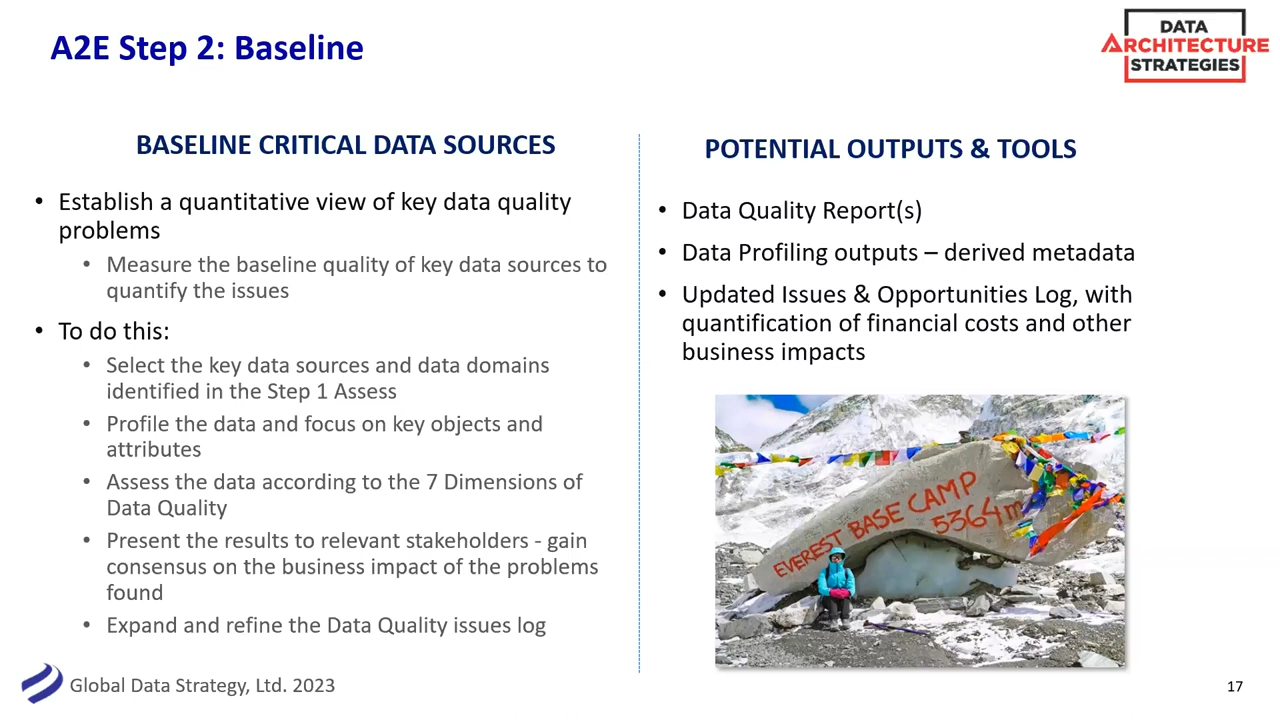 A2E Step 2: Baseline
DATA
ARCHITECTURE
STRATEGIES
BASELINE CRITICAL DATA SOURCES
• Establish a quantitative view of key data quality
problems
• Measure the baseline quality of key data sources to
quantify the issues
• To do this:
• Select the key data sources and data domains
identified in the Step 1 Assess
• Profile the data and focus on key objects and
attributes
• Assess the data according to the 7 Dimensions of
Data Quality
• Present the results to relevant stakeholders - gain
consensus on the business impact of the problems
found
• Expand and refine the Data Quality issues log
POTENTIAL OUTPUTS & TOOLS
• Data Quality Report(s)
• Data Profiling outputs – derived metadata
• Updated Issues & Opportunities Log, with
quantification of financial costs and other
business impacts
EVEREST BASE CAMP
5364m
Global Data Strategy, Ltd. 2023
17